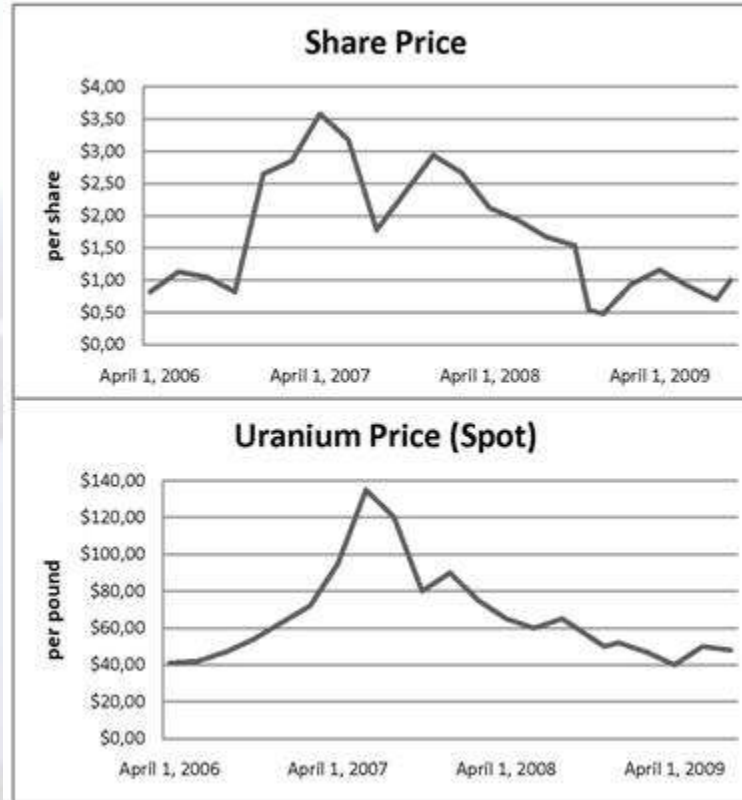 Share Price
$4,00
$3,50
$3,00
$2,50
$2,00
$1,50
$1,00
$0,50
$0,00
per share
April 1, 2006 April 1, 2007 April 1, 2008 April 1, 2009
Uranium Price (Spot)
$140,00
$120,00
$100,00
$80,00
$60,00
$40,00
$20,00
$0,00
per pound
April 1, 2006 April 1, 2007 April 1, 2008 April 1, 2009